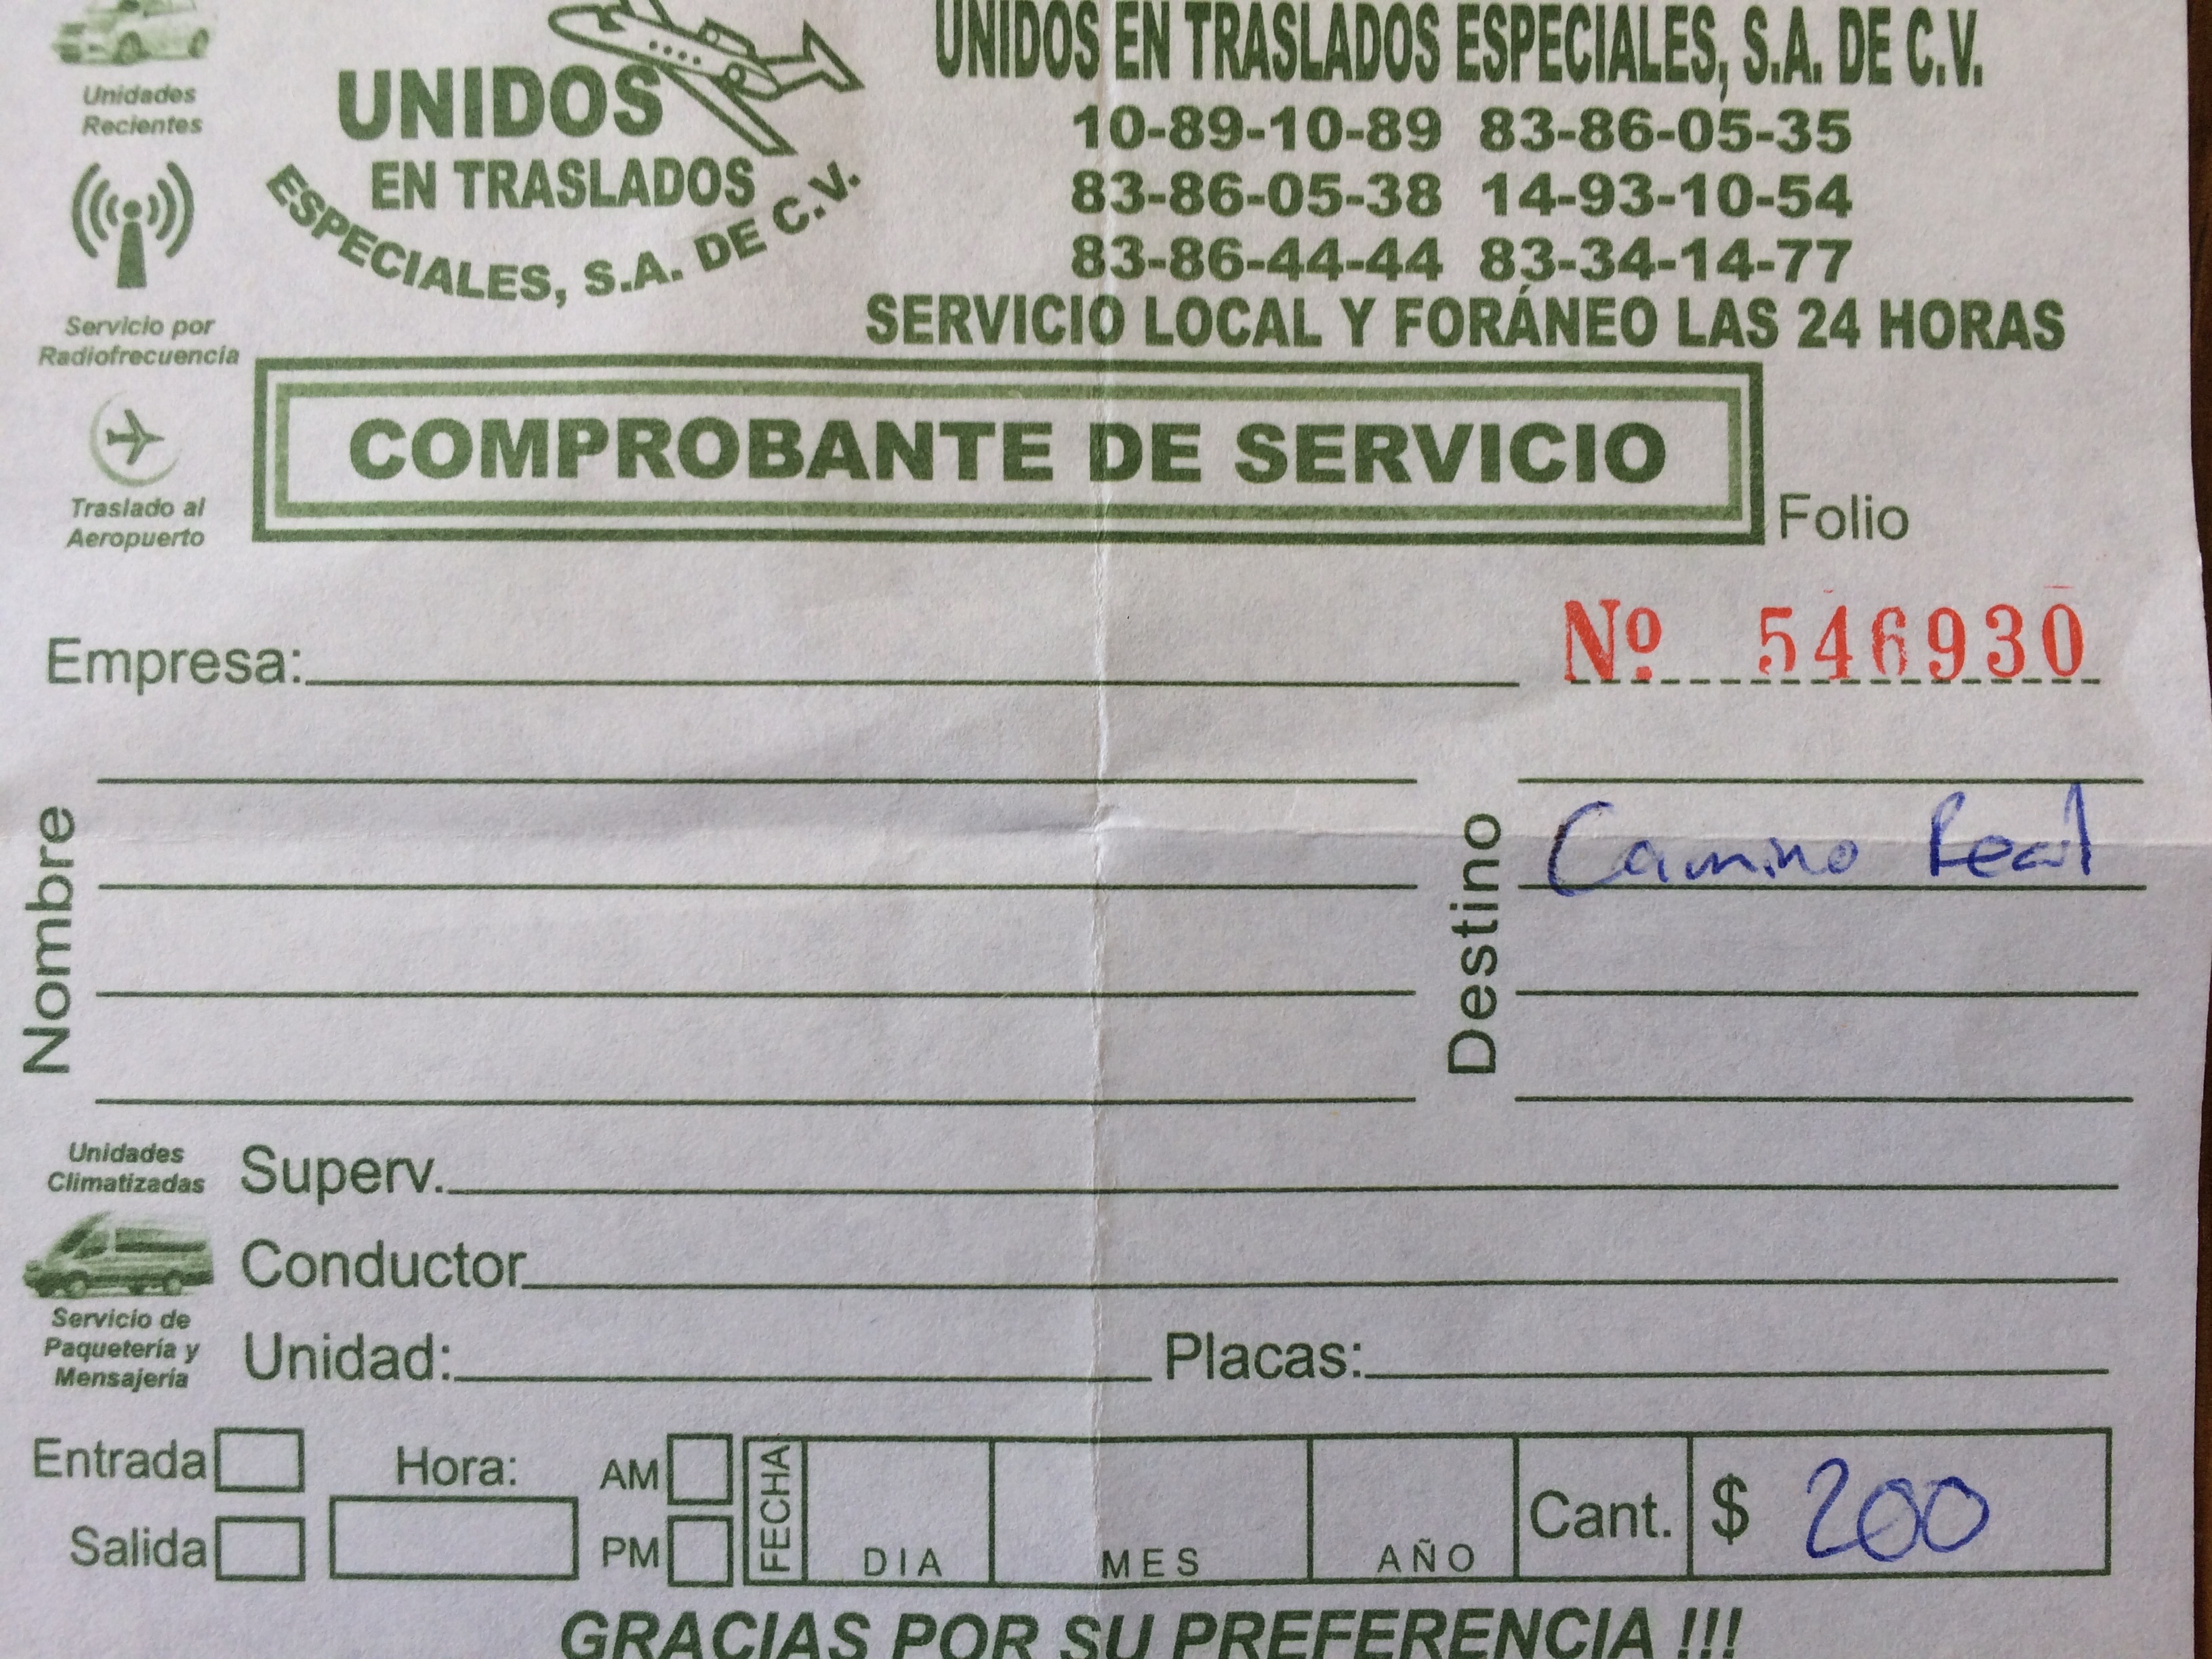 UNIDOS EN TRASLADOS ESPECIALES, S.A. DE C.V.
10-89-10-89 83-86-05-35
83-86-05-38 14-93-10-54
83-86-44-44 83-34-14-77
SERVICIO LOCAL Y FORÁNEO LAS 24 HORAS
UNIDOS
EN TRASLADOS
ESPECIALES, S.A. DE C.V.
Unidades
Recientes
Servicio por
Radiofrecuencia
Traslado al
Aeropuerto
COMPROBANTE DE SERVICIO
Folio
Nº 546930
Empresa:
Nombre
Destino
Camino Real
Unidades
Climatizadas
Superv.
Conductor
Servicio de
Paquetería y
Mensajería
Unidad: Placas:
Entrada Hora: AM
Salida PM
FECHA DIA MES AÑO Cant. $ 200
GRACIAS POR SU PREFERENCIA !!!